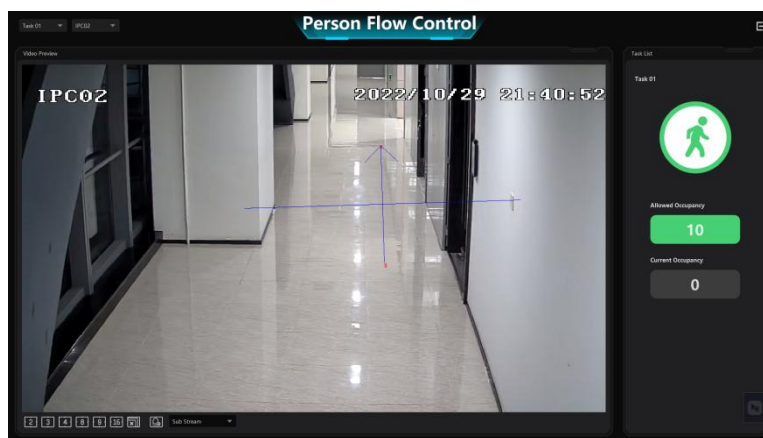 Person Flow Control
Task 01 IPC02
Video Preview
Task List
IPC02 2022/10/29 21:40:52
Task 01
Allowed Occupancy
10
Current Occupancy
0
2 3 4 8 9 16 Sub Stream